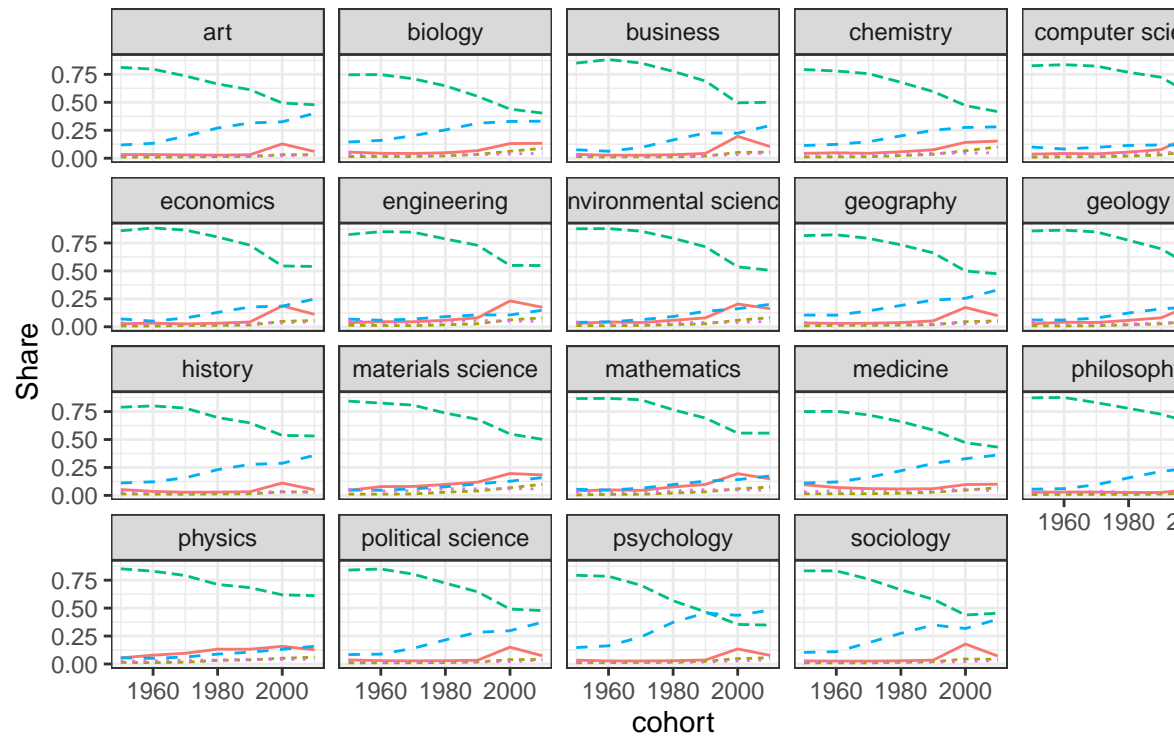 art biology business chemistry computer scie
0.75
0.50
0.25
0.00
economics engineering nvironmental scienc geography geology
0.75
0.50
0.25
0.00
history materials science mathematics medicine philosoph
0.75
0.50
0.25
0.00
1960 1980 2
physics political science psychology sociology
0.75
0.50
0.25
0.00
1960 1980 2000 1960 1980 2000 1960 1980 2000 1960 1980 2000
Share
cohort